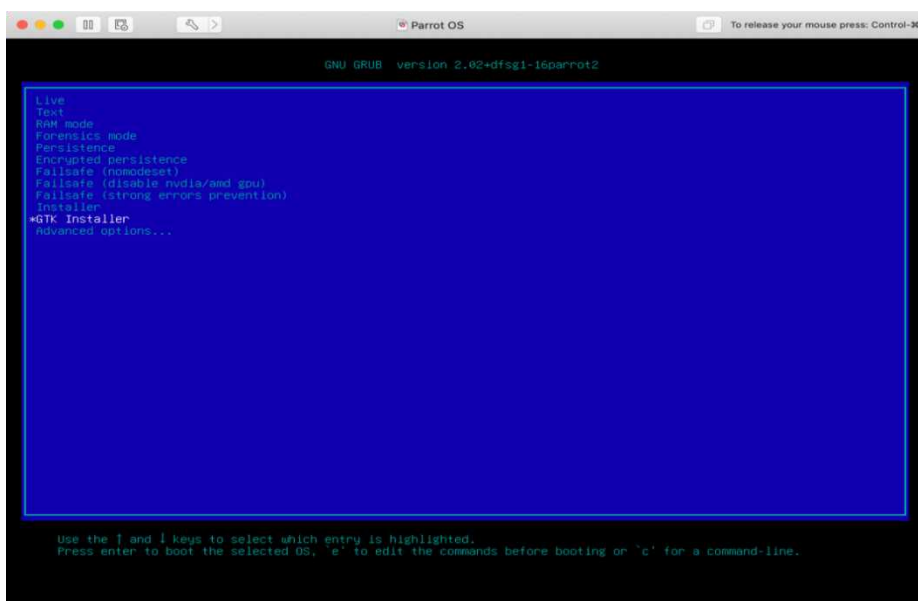 Parrot OS
To release your mouse press: Control-⌘
GNU GRUB version 2.02+dfsg1-16parrot2
Live
Text
RAM mode
Forensics mode
Persistence
Encrypted persistence
Failsafe (nomodeset)
Failsafe (disable nvdia/amd gpu)
Failsafe (strong errors prevention)
Installer
*GTK Installer
Advanced options...
Use the ↑ and ↓ keys to select which entry is highlighted.
Press enter to boot the selected OS, `e' to edit the commands before booting or `c' for a command-line.